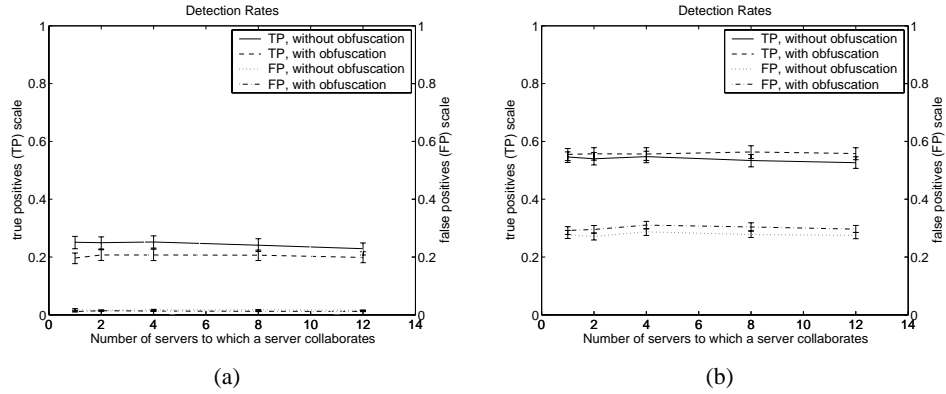 Detection Rates
1
0.8
0.6
0.4
0.2
0
1
0.8
0.6
0.4
0.2
0
TP, without obfuscation
TP, with obfuscation
FP, without obfuscation
FP, with obfuscation
true positives (TP) scale
false positives (FP) scale
0 2 4 6 8 10 12 14
Number of servers to which a server collaborates
(a)
Detection Rates
1
0.8
0.6
0.4
0.2
0
1
0.8
0.6
0.4
0.2
0
TP, without obfuscation
TP, with obfuscation
FP, without obfuscation
FP, with obfuscation
true positives (TP) scale
false positives (FP) scale
0 2 4 6 8 10 12 14
Number of servers to which a server collaborates
(b)